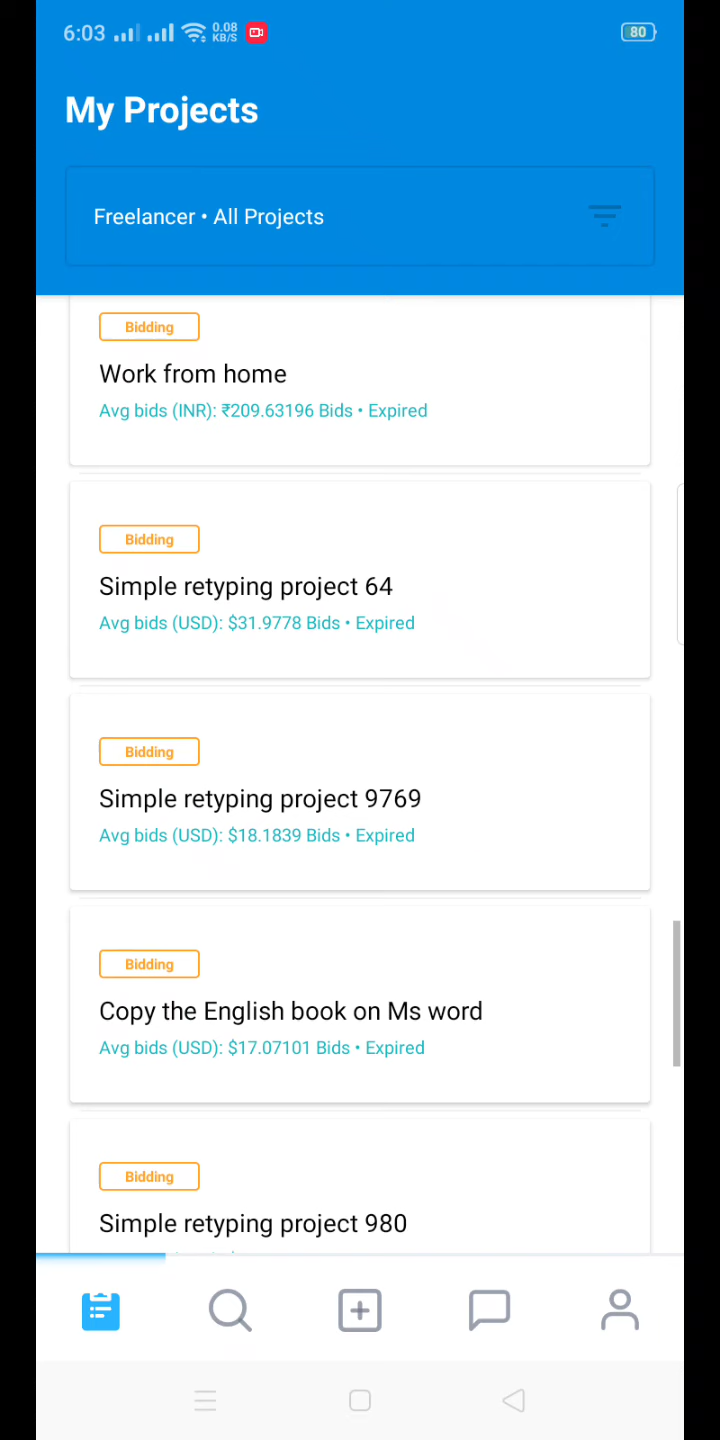 6:03
0.08
KB/S
80
My Projects
Freelancer • All Projects
Bidding
Work from home
Avg bids (INR): ₹209.63196 Bids • Expired
Bidding
Simple retyping project 64
Avg bids (USD): $31.9778 Bids • Expired
Bidding
Simple retyping project 9769
Avg bids (USD): $18.1839 Bids • Expired
Bidding
Copy the English book on Ms word
Avg bids (USD): $17.07101 Bids • Expired
Bidding
Simple retyping project 980